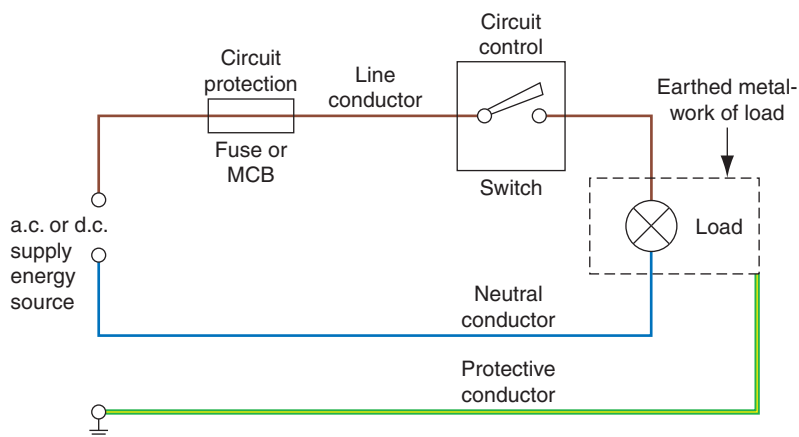 Circuit
control
Circuit
protection
Line
conductor
Earthed metal-
work of load
Fuse or
MCB
Switch
a.c. or d.c.
supply
energy
source
Load
Neutral
conductor
Protective
conductor